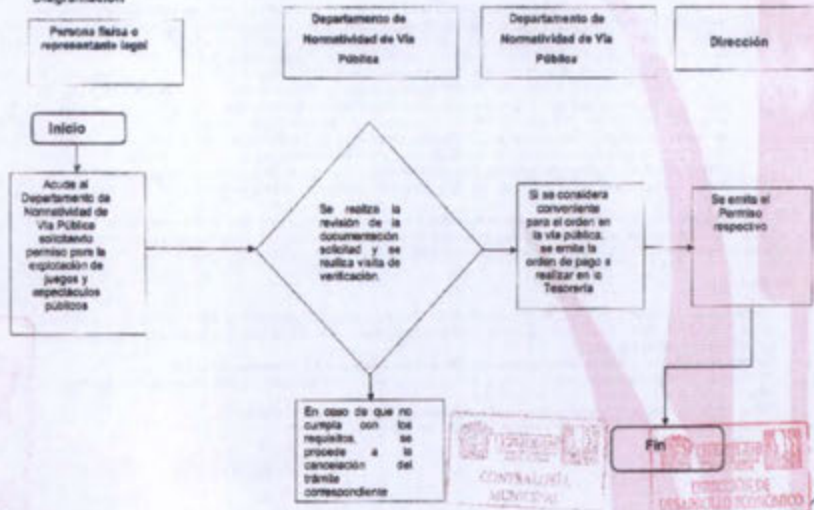 Diagramación
Persona física o
representante legal
Departamento de
Normatividad de Vía
Pública
Departamento de
Normatividad de Vía
Pública
Dirección
Inicio
Acude al
Departamento de
Normatividad de
Vía Pública
solicitando
permiso para la
explotación de
juegos y
espectáculos
públicos
Se realiza la
revisión de la
documentación
solicitud y se
realiza visita de
verificación.
Si se considera
conveniente
para el orden en
la vía pública,
se emite la
orden de pago a
realizar en la
Tesorería
Se emite el
Permiso
respectivo
En caso de que no
cumpla con los
requisitos, se
procede a la
cancelación del
trámite
correspondiente
Fin
CONTRALORÍA
MUNICIPAL
DIRECCIÓN DE
DESARROLLO ECONÓMICO